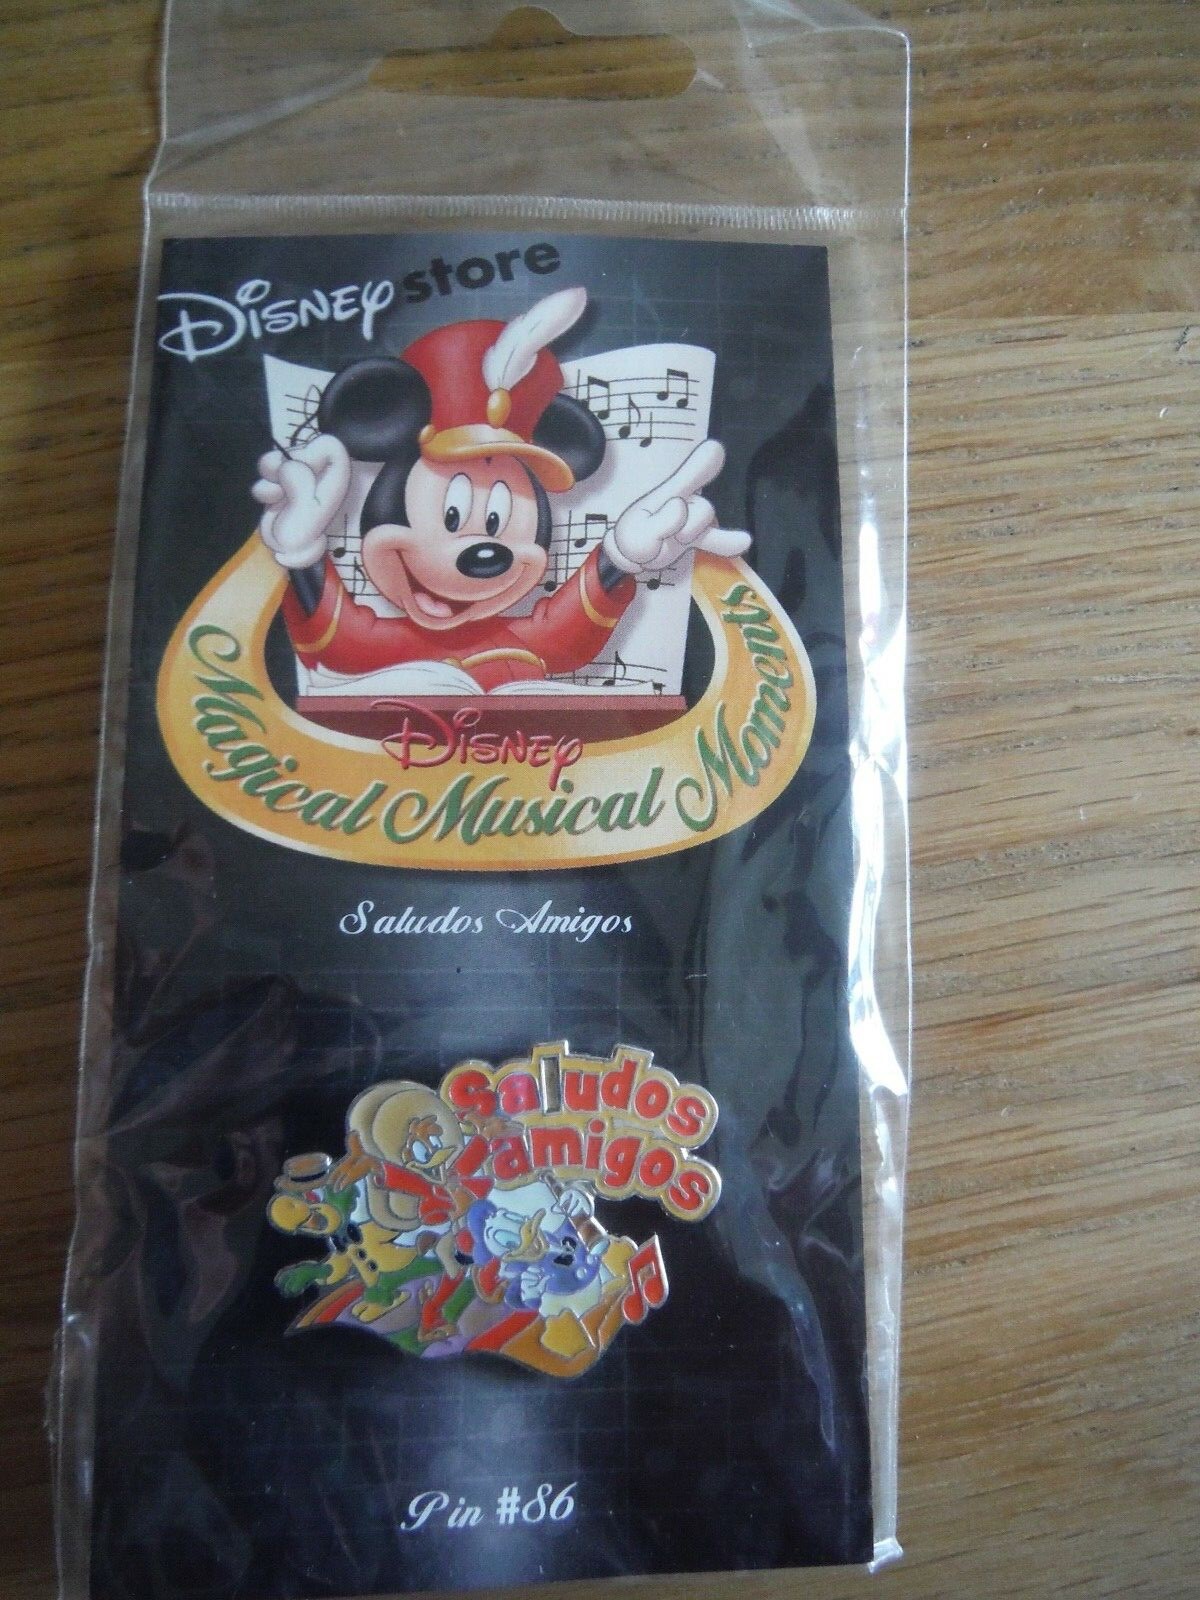 Disney store
Disney
Magical Musical Moments
Saludos Amigos
saludos
amigos
Pin #86